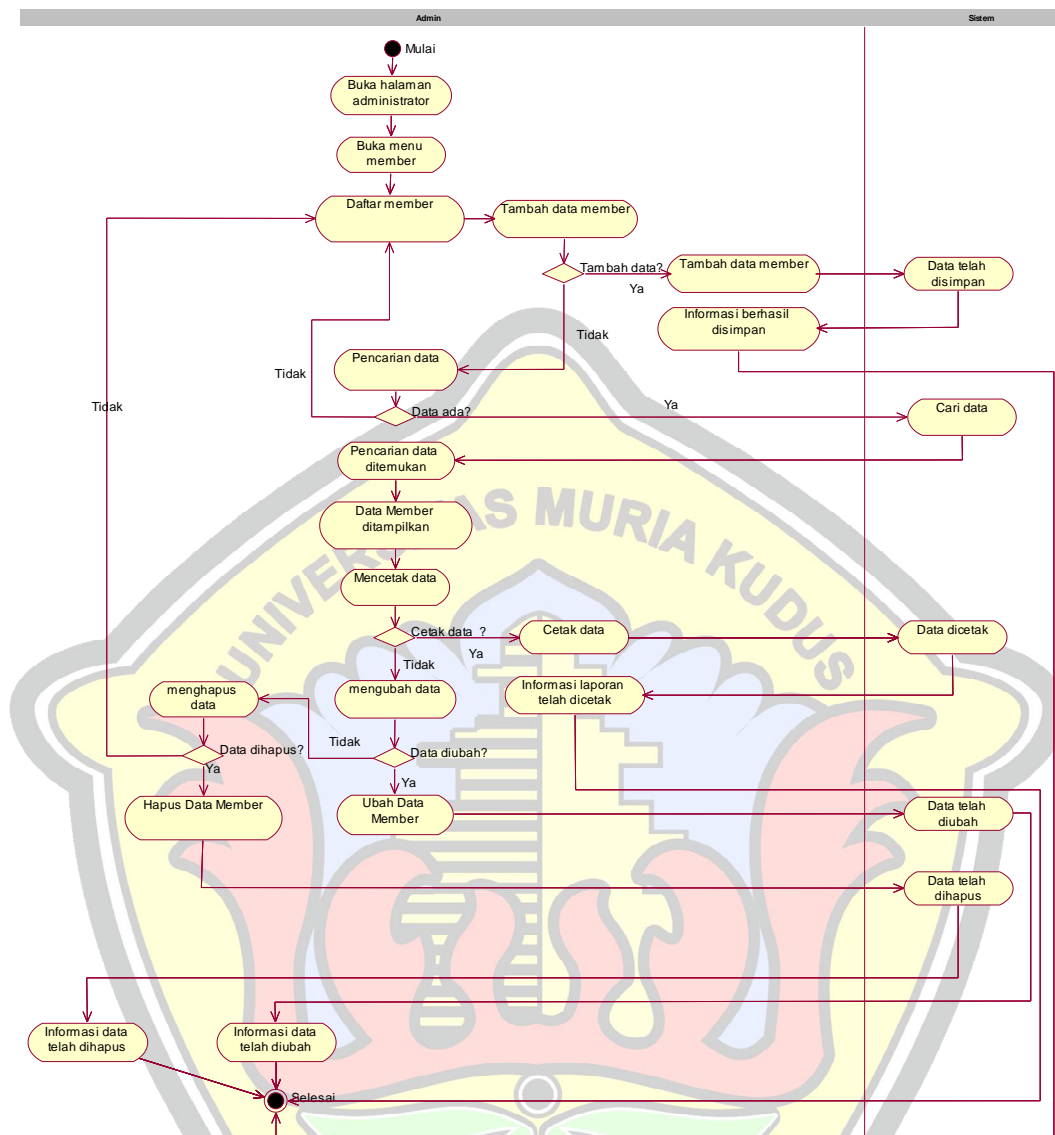 Admin
Sistem
Mulai
Buka halaman
administrator
Buka menu
member
Daftar member
Tambah data member
Tambah data?
Ya
Tambah data member
Data telah
disimpan
Informasi berhasil
disimpan
Tidak
Pencarian data
Tidak
Data ada?
Ya
Cari data
Tidak
Pencarian data
ditemukan
Data Member
ditampilkan
Mencetak data
Cetak data ?
Ya
Cetak data
Data dicetak
Tidak
mengubah data
Informasi laporan
telah dicetak
menghapus
data
Tidak
Data dihapus?
Data diubah?
Ya
Ya
Hapus Data Member
Ubah Data
Member
Data telah
diubah
Data telah
dihapus
Informasi data
telah dihapus
Informasi data
telah diubah
Selesai
UNIVERSITAS MURIA KUDUS